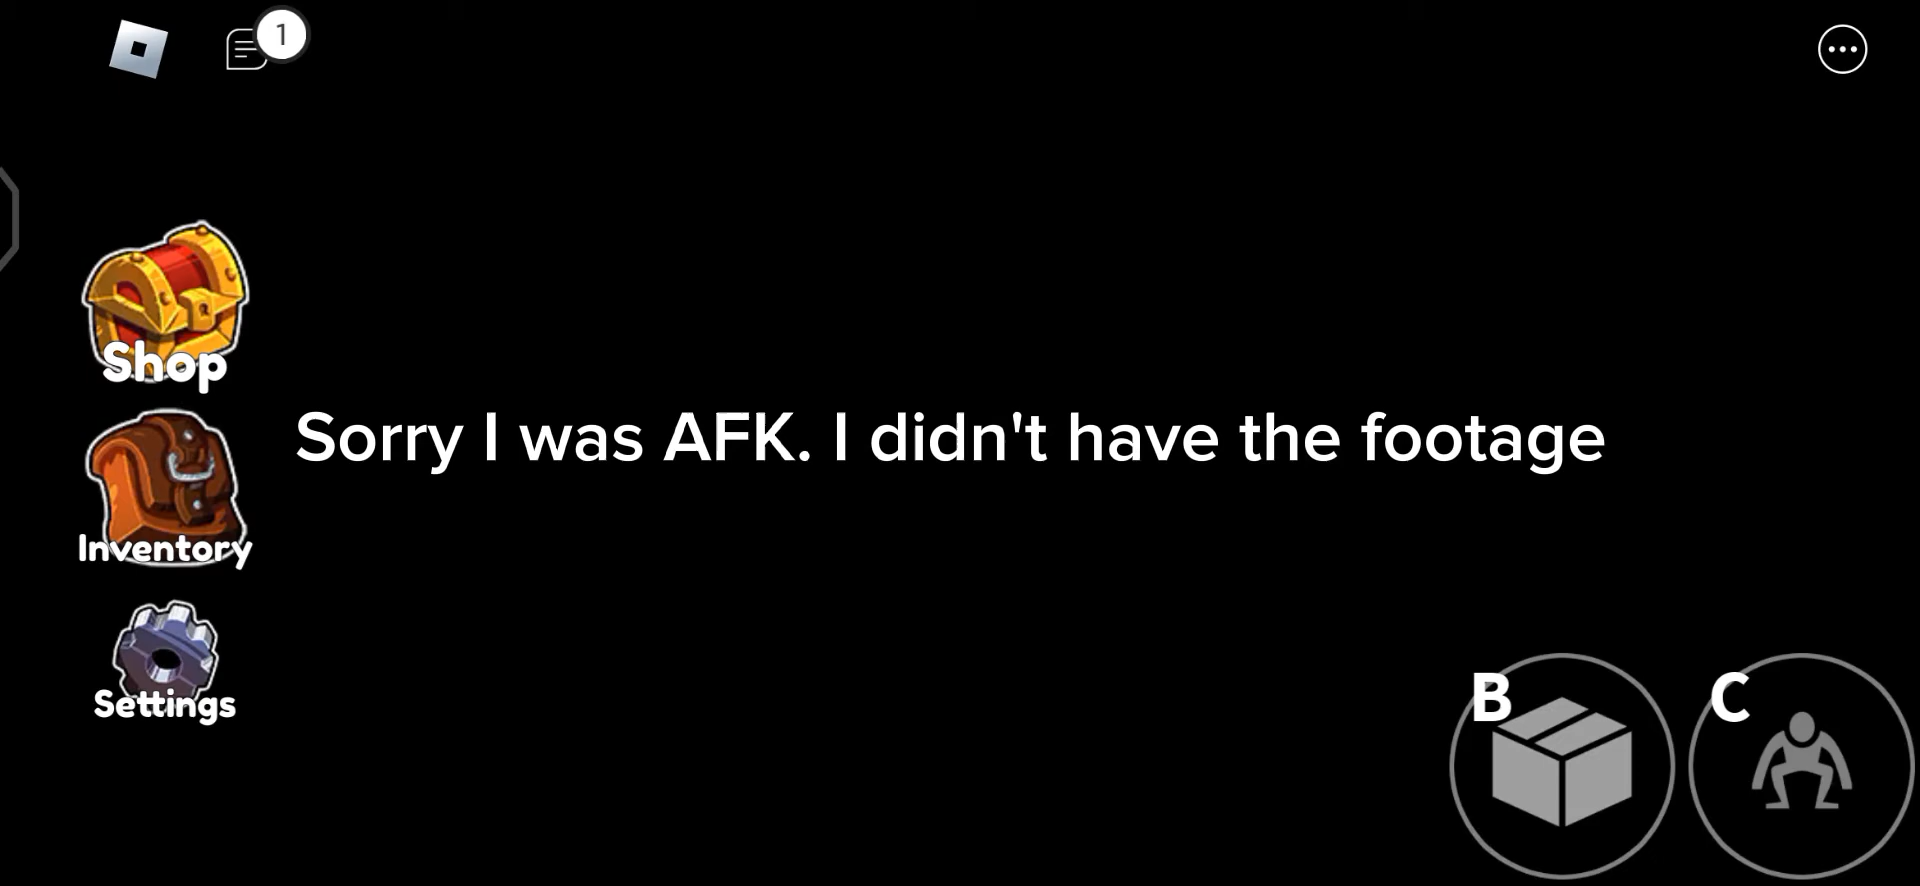 1
Shop
Sorry I was AFK. I didn't have the footage
Inventory
Settings
B
C